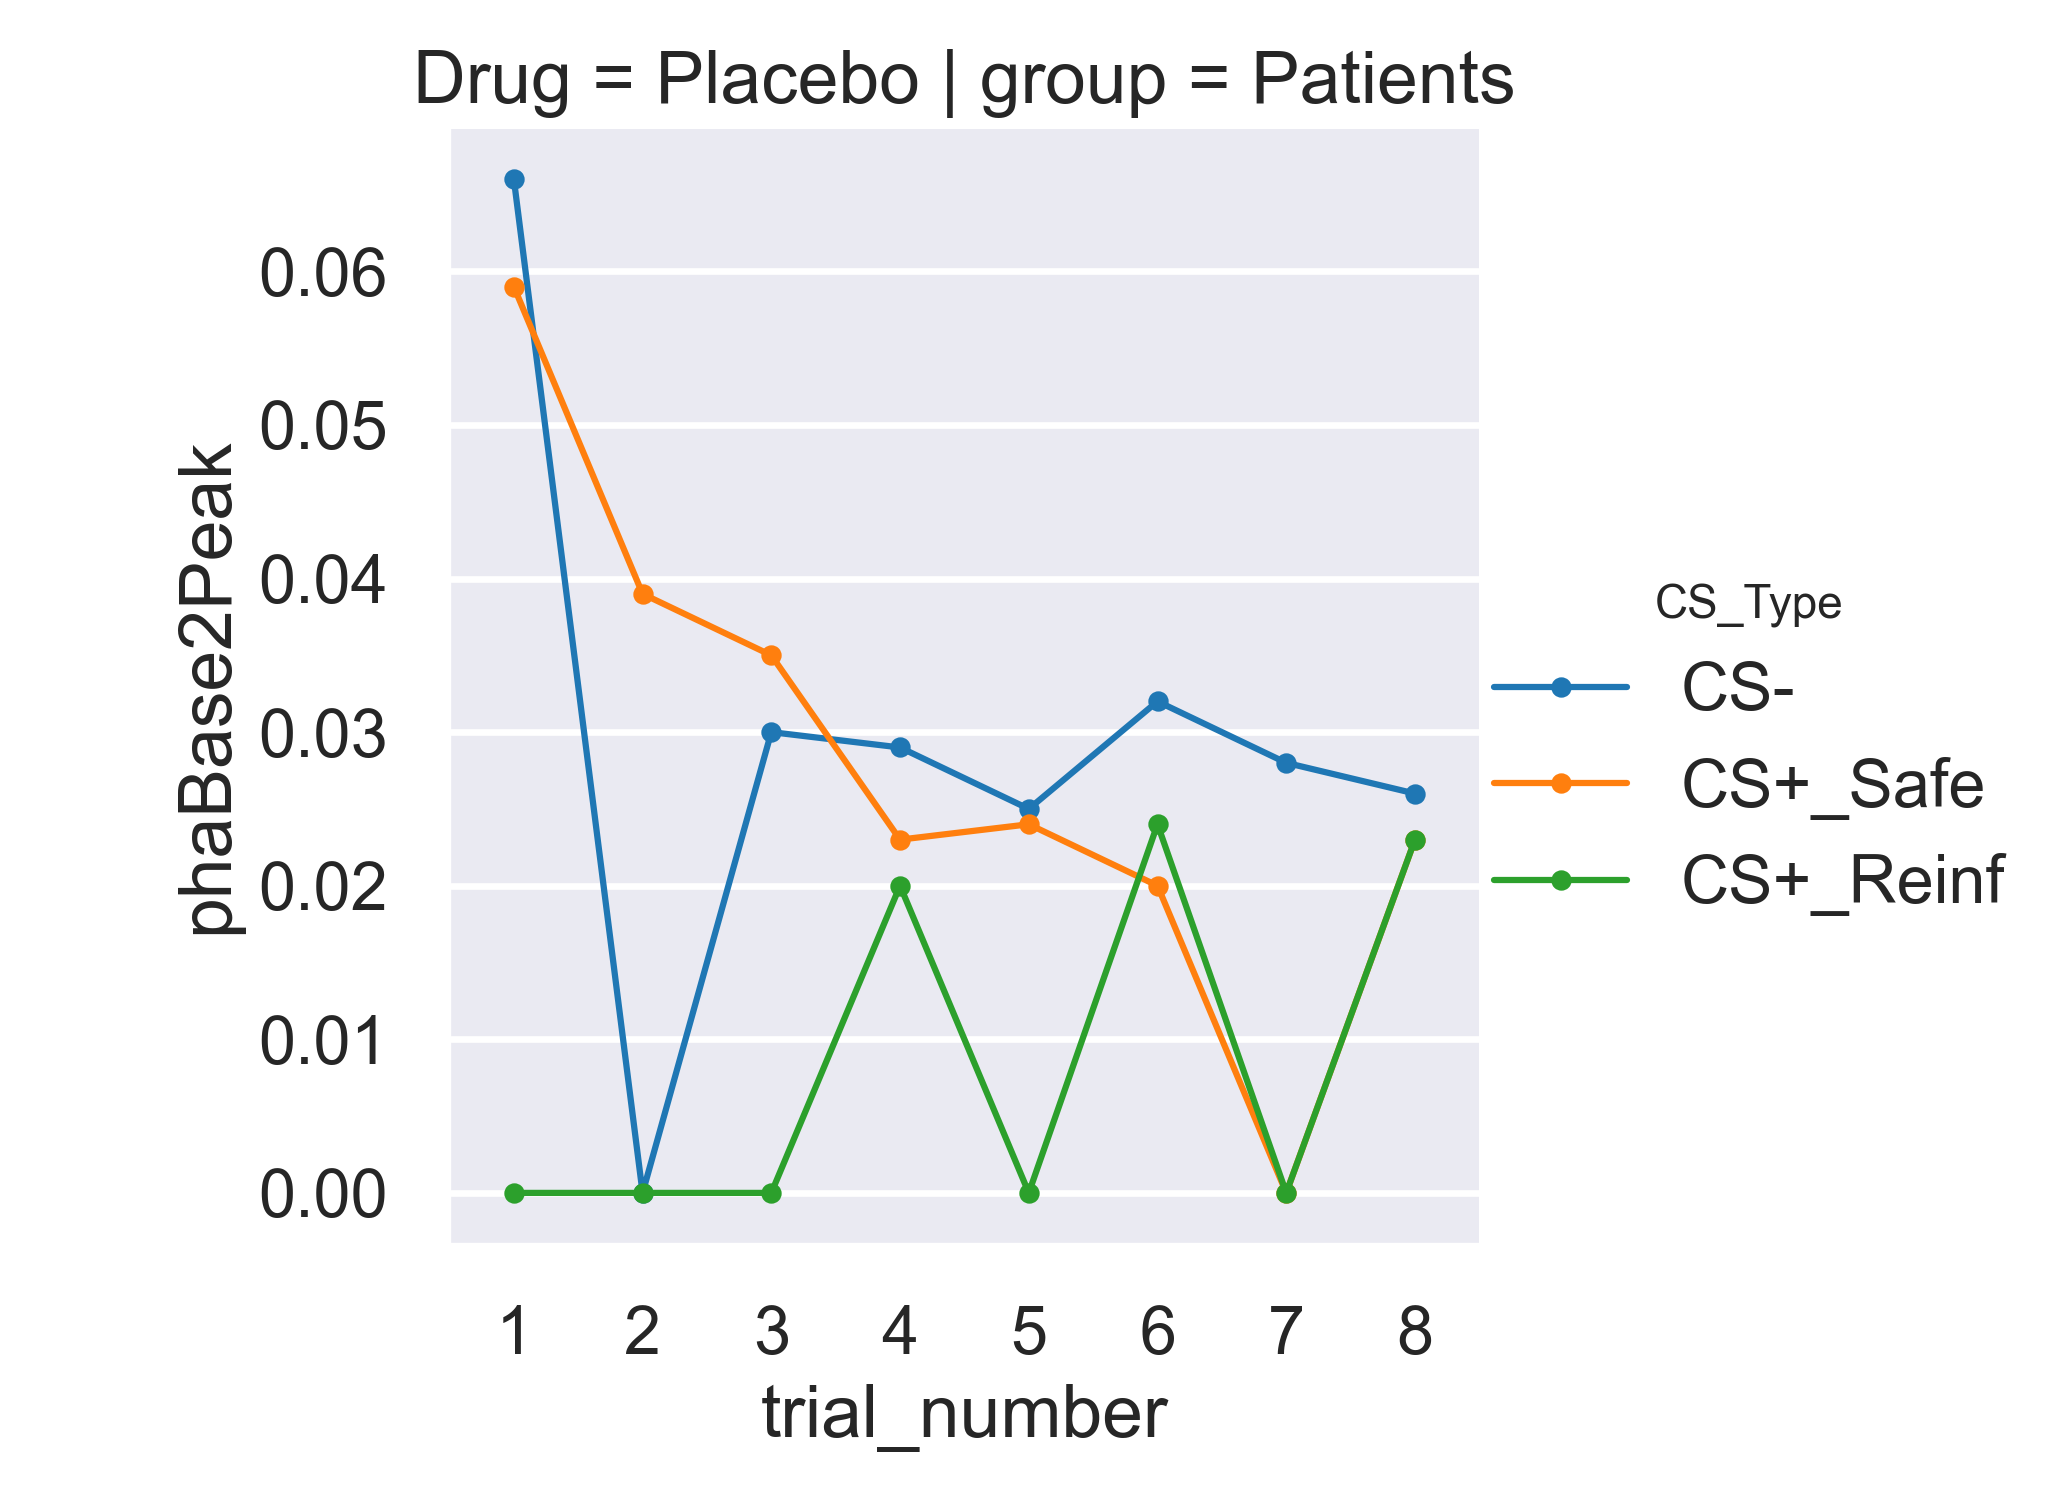 Drug = Placebo | group = Patients
0.06
0.05
0.04
0.03
0.02
0.01
0.00
phaBase2Peak
1 2 3 4 5 6 7 8
trial_number
CS_Type
CS-
CS+_Safe
CS+_Reinf